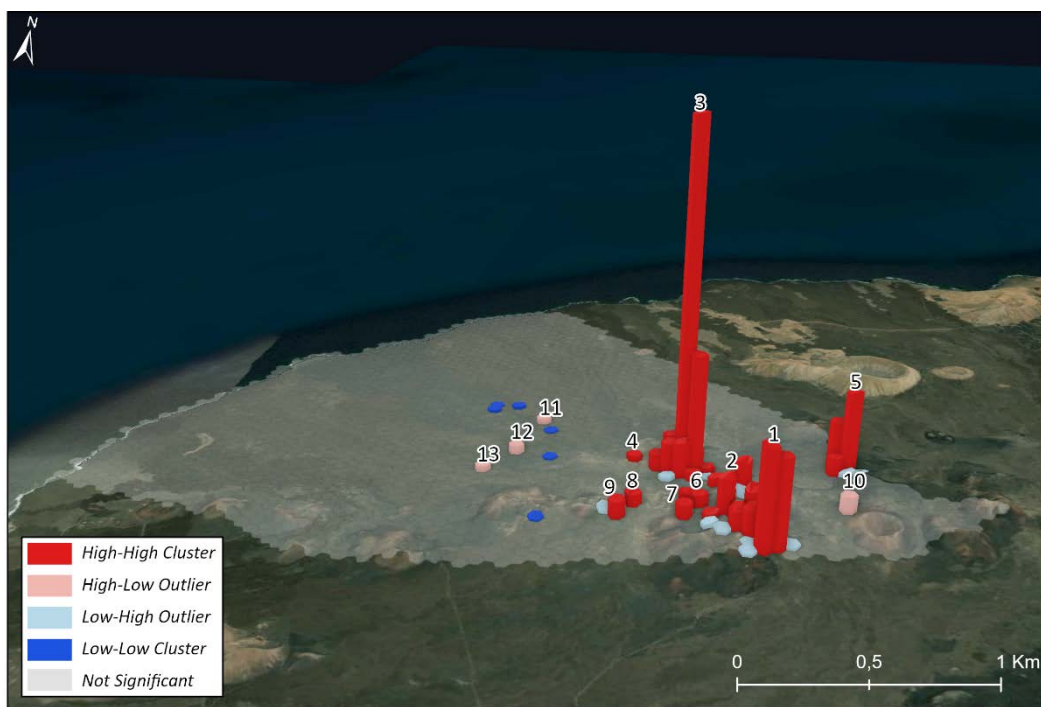 N
3
5
1
11
12
4
2
13
8
6
10
9
7
High-High Cluster
High-Low Outlier
Low-High Outlier
Low-Low Cluster
Not Significant
0 0,5 1 Km